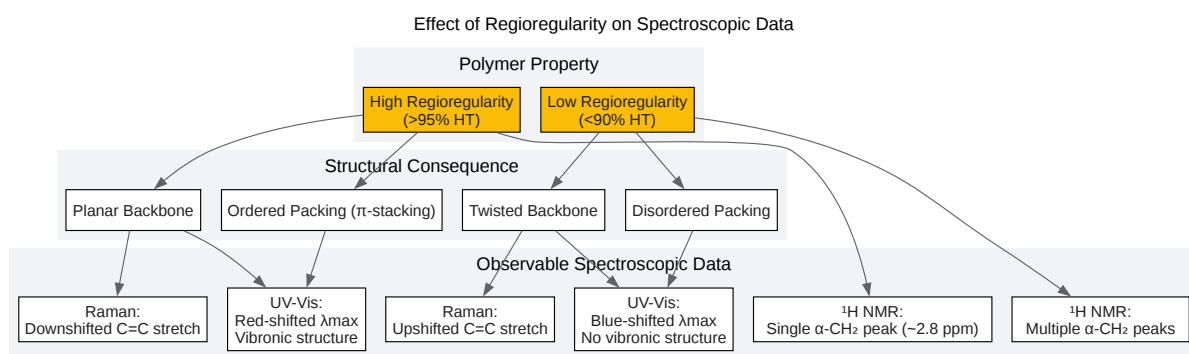 Effect of Regioregularity on Spectroscopic Data
Polymer Property
High Regioregularity
(>95% HT)
Low Regioregularity
(<90% HT)
Structural Consequence
Planar Backbone
Ordered Packing (π-stacking)
Twisted Backbone
Disordered Packing
Observable Spectroscopic Data
Raman:
Downshifted C=C stretch
UV-Vis:
Red-shifted λmax
Vibronic structure
Raman:
Upshifted C=C stretch
UV-Vis:
Blue-shifted λmax
No vibronic structure
¹H NMR:
Single α-CH₂ peak (~2.8 ppm)
¹H NMR:
Multiple α-CH₂ peaks